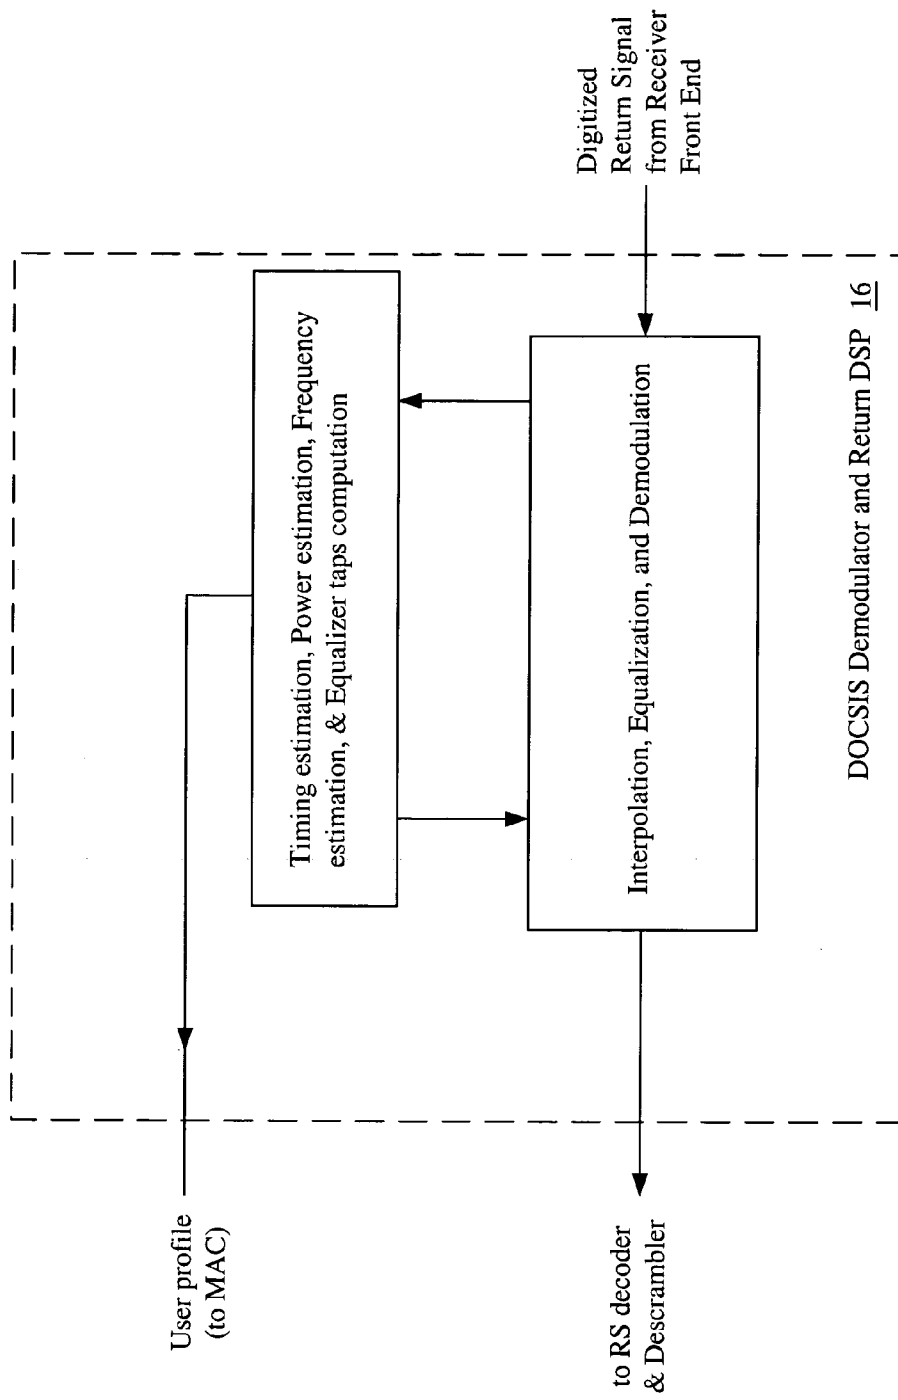 User profile
(to MAC)
Timing estimation, Power estimation, Frequency
estimation, & Equalizer taps computation
Digitized
Return Signal
from Receiver
Front End
Interpolation, Equalization, and Demodulation
to RS decoder
& Descrambler
DOCSIS Demodulator and Return DSP 16